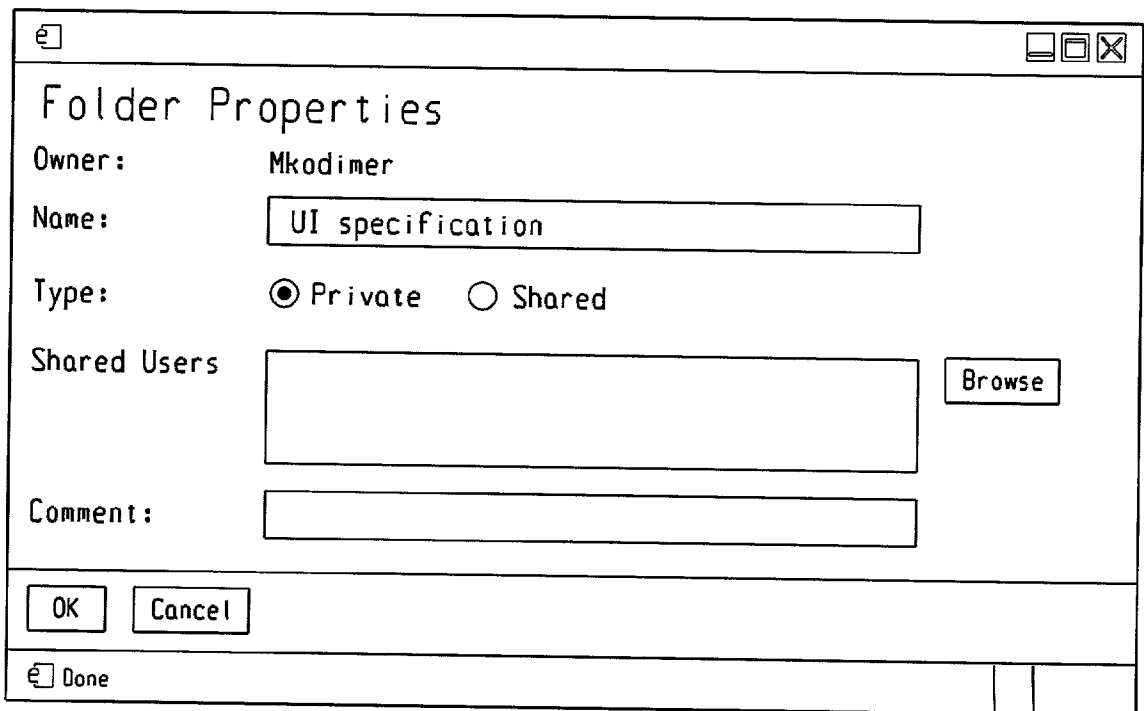 Folder Properties
Owner: Mkodimer
Name: UI specification
Type: Private Shared
Shared Users Browse
Comment:
OK Cancel
Done